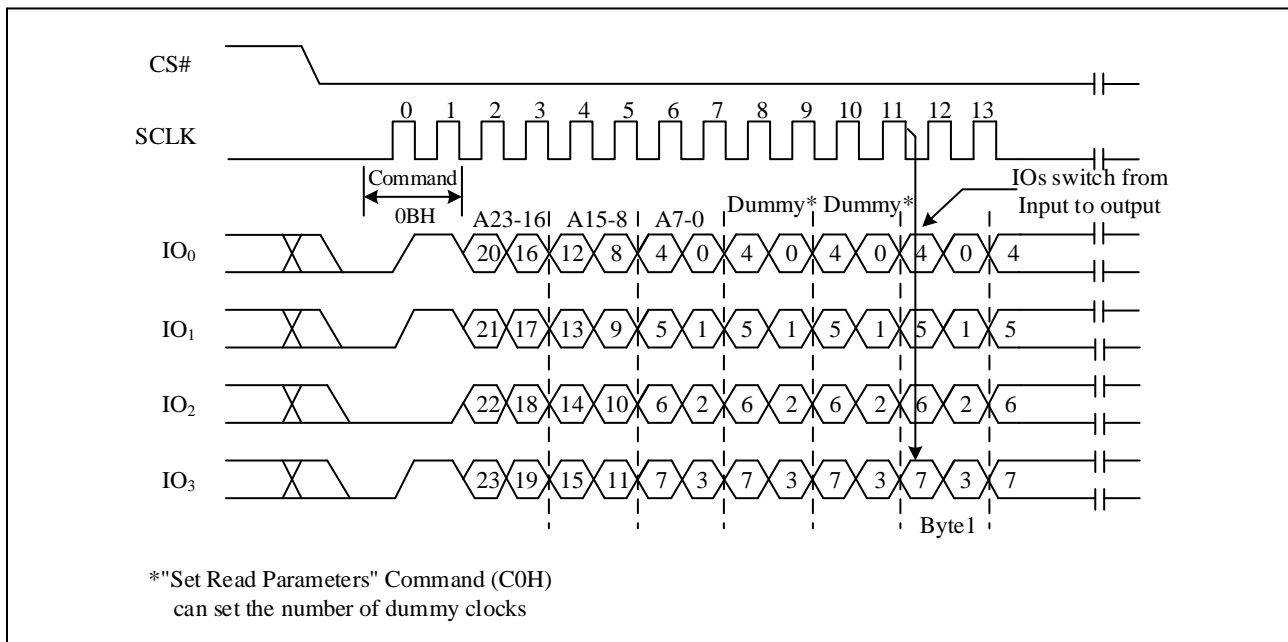 CS#
0 1 2 3 4 5 6 7 8 9 10 11 12 13
SCLK
Command
IOs switch from
Input to output
0BH
A23-16 A15-8 A7-0 Dummy* Dummy*
IO0 20 16 12 8 4 0 4 0 4 0 4 0 4
IO1 21 17 13 9 5 1 5 1 5 1 5 1 5
IO2 22 18 14 10 6 2 6 2 6 2 6 2 6
IO3 23 19 15 11 7 3 7 3 7 3 7 3 7
Byte1
*"Set Read Parameters" Command (C0H)
can set the number of dummy clocks